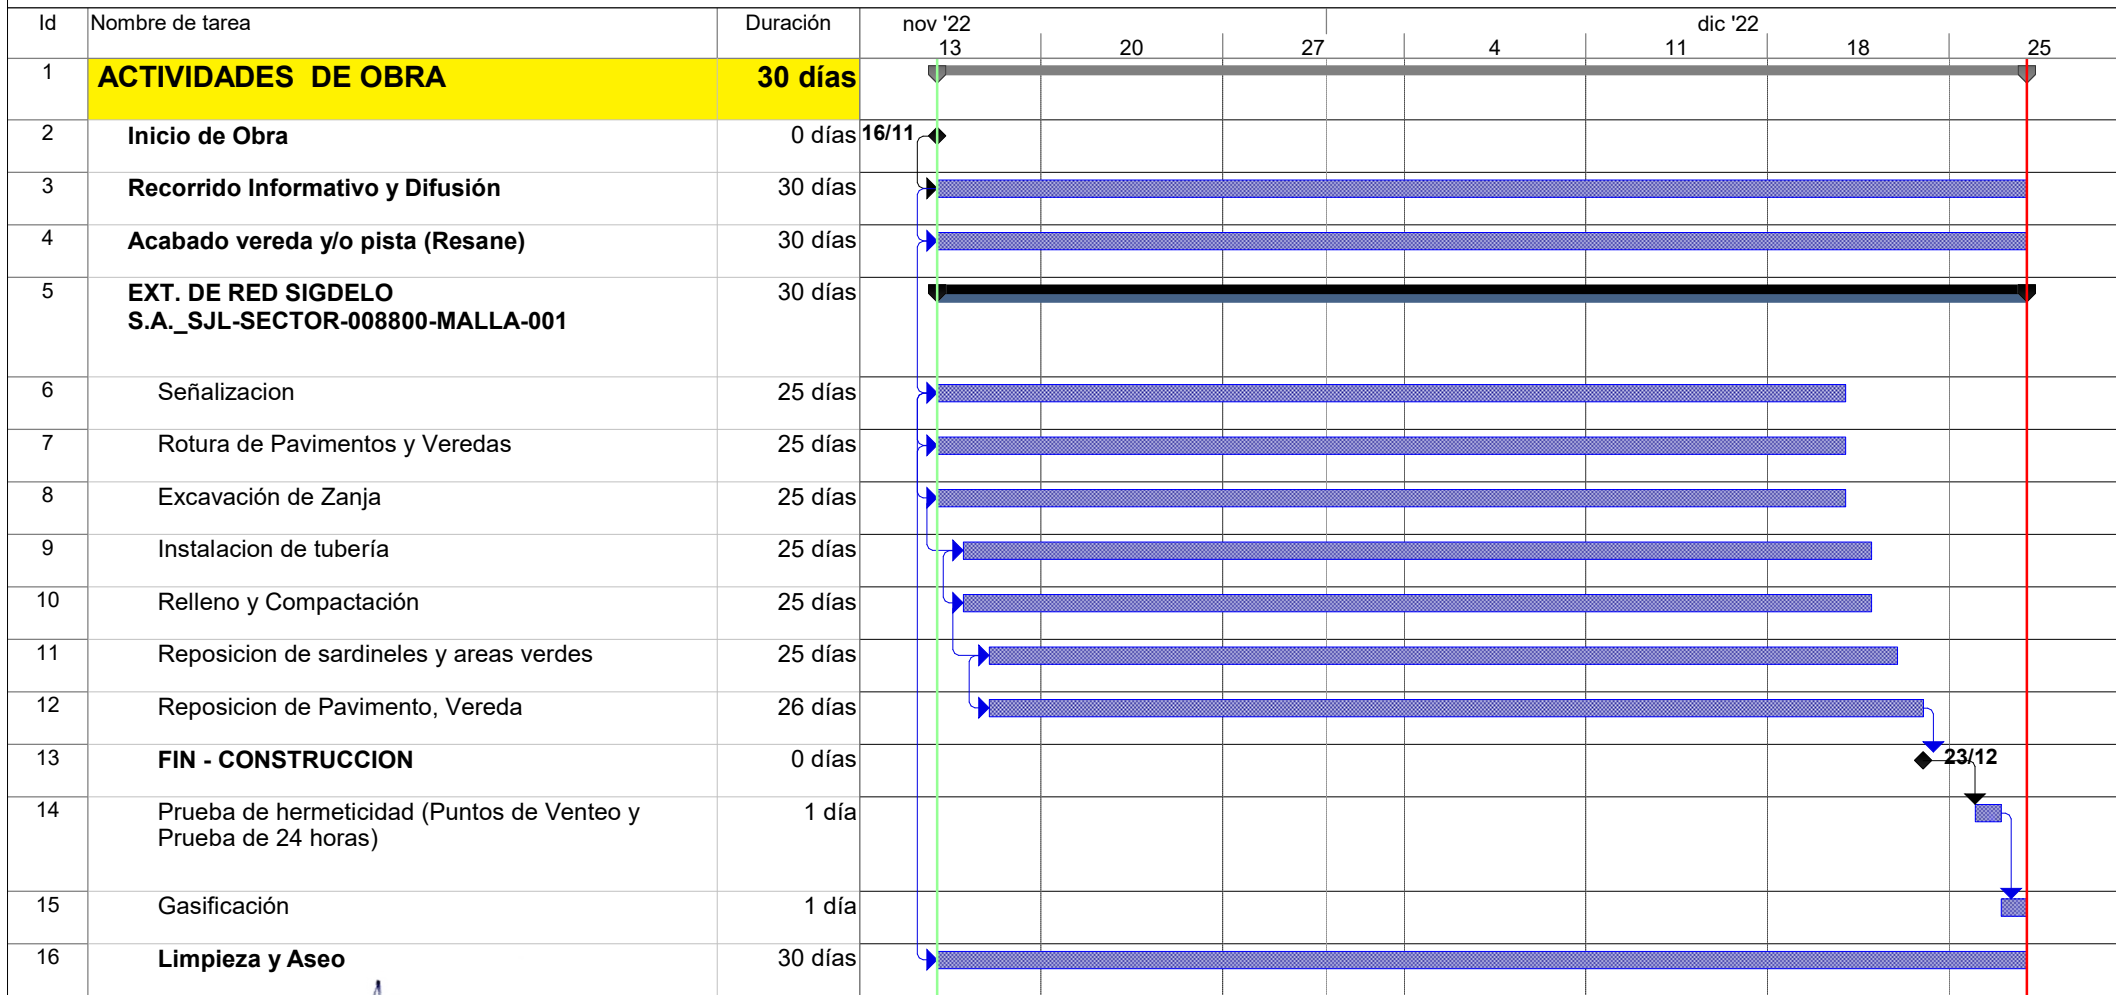 Id Nombre de tarea Duración nov '22 dic '22
13 20 27 4 11 18 25
1 ACTIVIDADES DE OBRA 30 días
2 Inicio de Obra 0 días 16/11
3 Recorrido Informativo y Difusión 30 días
4 Acabado vereda y/o pista (Resane) 30 días
5 EXT. DE RED SIGDELO 30 días
S.A._SJL-SECTOR-008800-MALLA-001
6 Señalizacion 25 días
7 Rotura de Pavimentos y Veredas 25 días
8 Excavación de Zanja 25 días
9 Instalacion de tubería 25 días
10 Relleno y Compactación 25 días
11 Reposicion de sardineles y areas verdes 25 días
12 Reposicion de Pavimento, Vereda 26 días
13 FIN - CONSTRUCCION 0 días 23/12
14 Prueba de hermeticidad (Puntos de Venteo y 1 día
Prueba de 24 horas)
15 Gasificación 1 día
16 Limpieza y Aseo 30 días